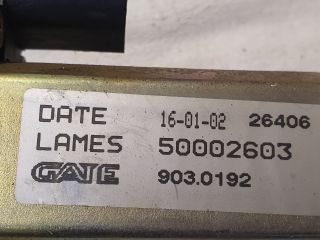 DATE 16-01-02 26406
LAMES 50002603
GATE 903.0192